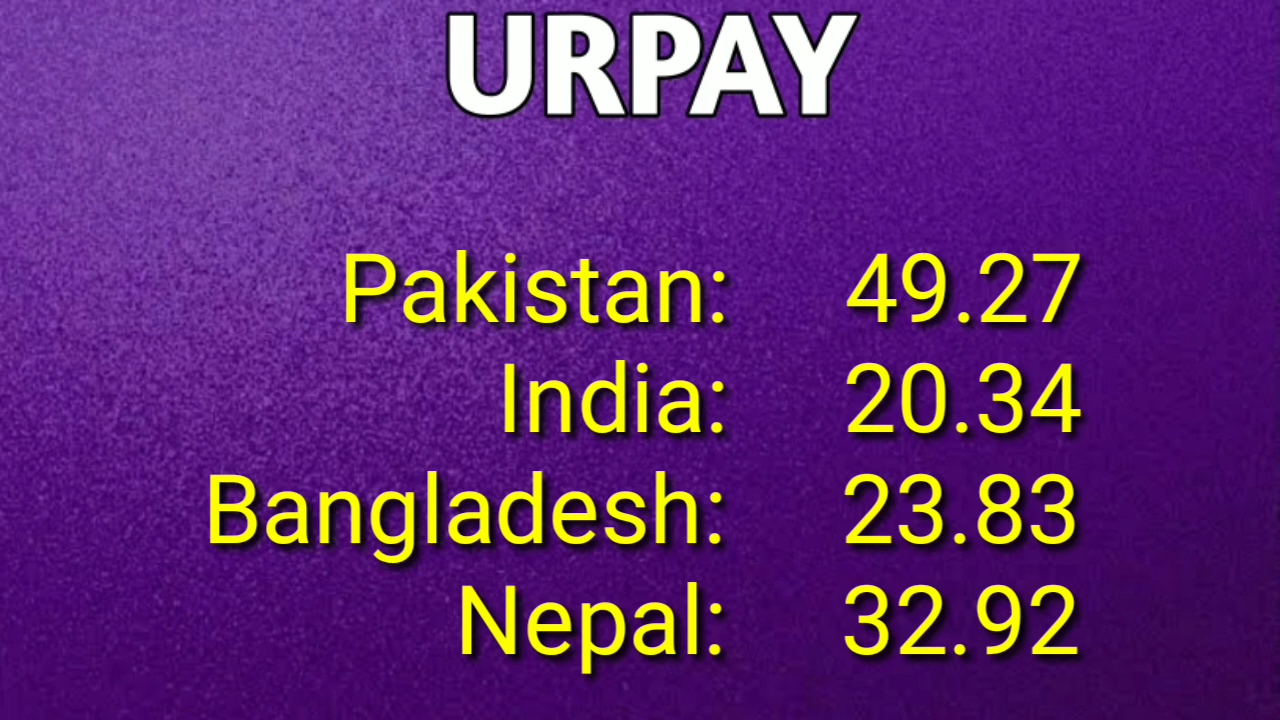 URPAY
Pakistan: 49.27
India: 20.34
Bangladesh: 23.83
Nepal: 32.92